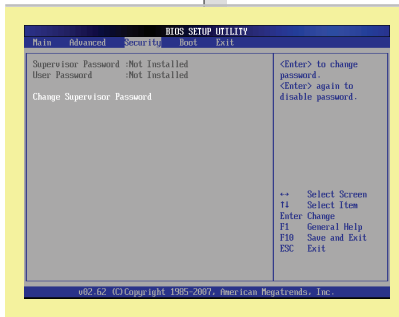 BIOS SETUP UTILITY
Main Advanced Security Boot Exit
Supervisor Password :Not Installed
User Password :Not Installed
Change Supervisor Password
<Enter> to change
password.
<Enter> again to
disable password.
↔ Select Screen
↑↓ Select Item
Enter Change
F1 General Help
F10 Save and Exit
ESC Exit
v02.62 (C)Copyright 1985-2007, American Megatrends, Inc.